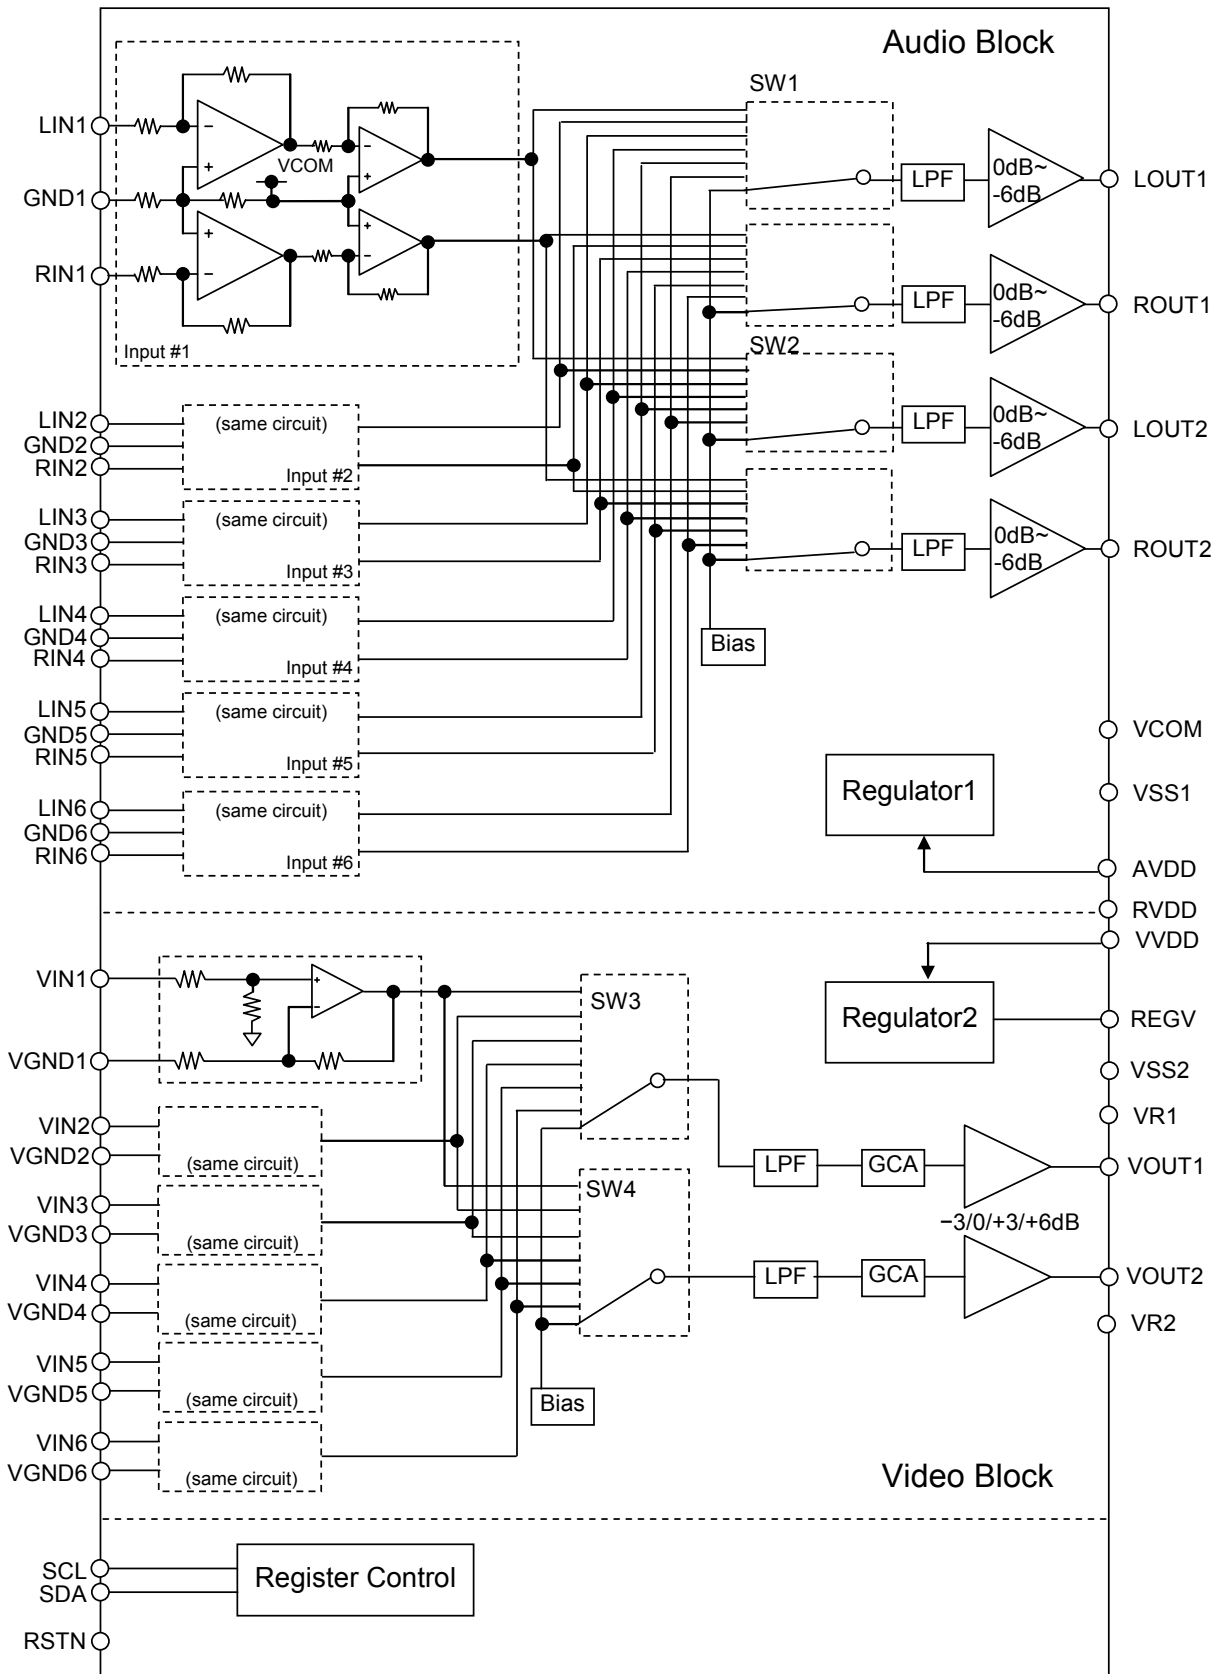 Audio Block
SW1
LIN1
VCOM
GND1
RIN1
Input #1
LPF
0dB~
-6dB
LOUT1
LPF
0dB~
-6dB
ROUT1
SW2
LPF
0dB~
-6dB
LOUT2
LPF
0dB~
-6dB
ROUT2
LIN2
GND2
RIN2
(same circuit)
Input #2
LIN3
GND3
RIN3
(same circuit)
Input #3
LIN4
GND4
RIN4
(same circuit)
Input #4
Bias
LIN5
GND5
RIN5
(same circuit)
Input #5
LIN6
GND6
RIN6
(same circuit)
Input #6
VCOM
Regulator1
VSS1
AVDD
RVDD
VVDD
Regulator2
REGV
VSS2
VR1
VIN1
VGND1
SW3
VIN2
VGND2
(same circuit)
LPF
GCA
VOUT1
SW4
−3/0/+3/+6dB
VIN3
VGND3
(same circuit)
LPF
GCA
VOUT2
VR2
VIN4
VGND4
(same circuit)
VIN5
VGND5
(same circuit)
Bias
VIN6
VGND6
(same circuit)
Video Block
SCL
SDA
Register Control
RSTN